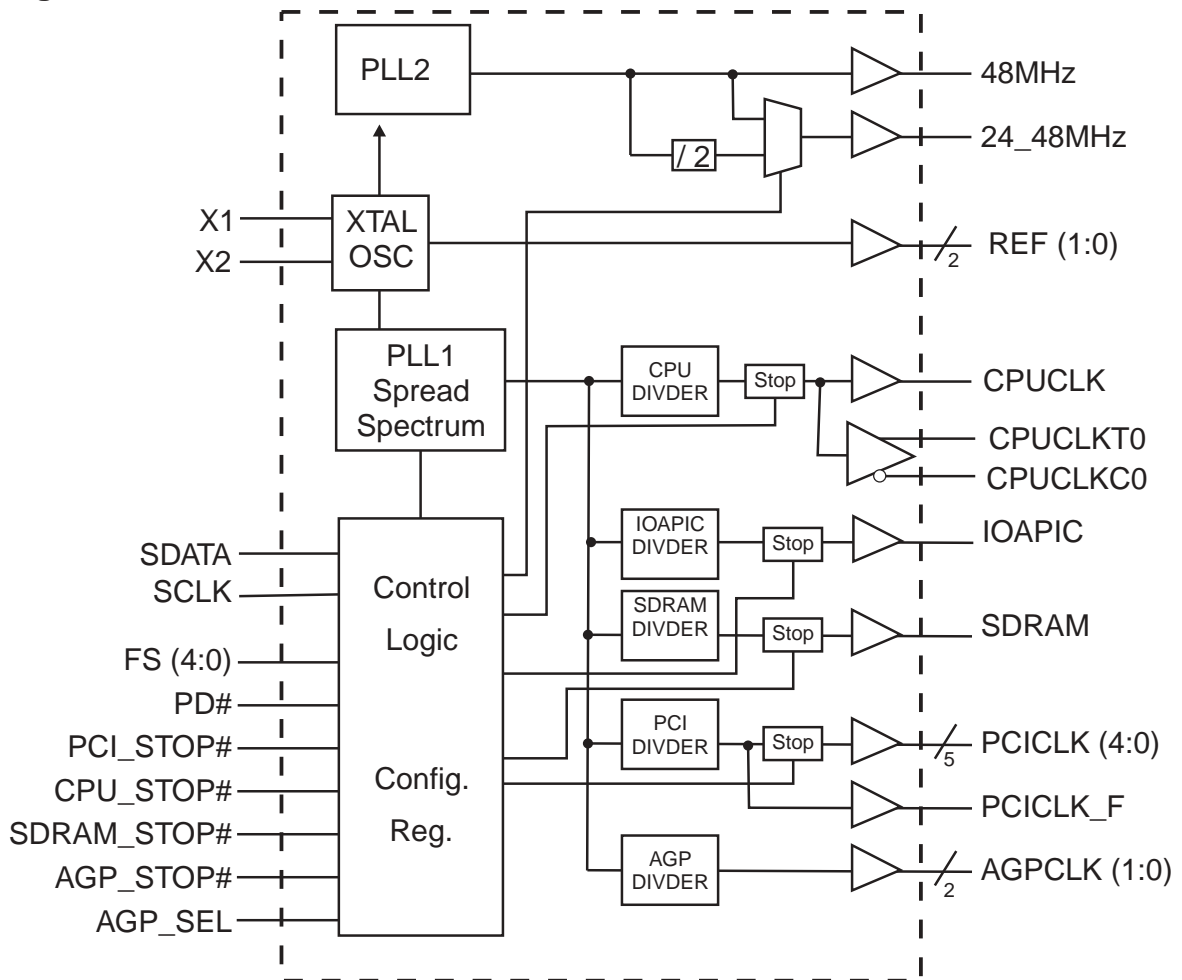 PLL2
48MHz
24_48MHz
/ 2
X1
X2
XTAL
OSC
REF (1:0)
2
PLL1
Spread
Spectrum
CPU
DIVDER
Stop
CPUCLK
CPUCLKT0
CPUCLKC0
IOAPIC
DIVDER
Stop
IOAPIC
SDATA
SCLK
Control
Logic
SDRAM
DIVDER
Stop
SDRAM
FS (4:0)
PD#
PCI_STOP#
CPU_STOP#
SDRAM_STOP#
AGP_STOP#
AGP_SEL
Config.
Reg.
PCI
DIVDER
Stop
PCICLK (4:0)
5
PCICLK_F
AGP
DIVDER
AGPCLK (1:0)
2